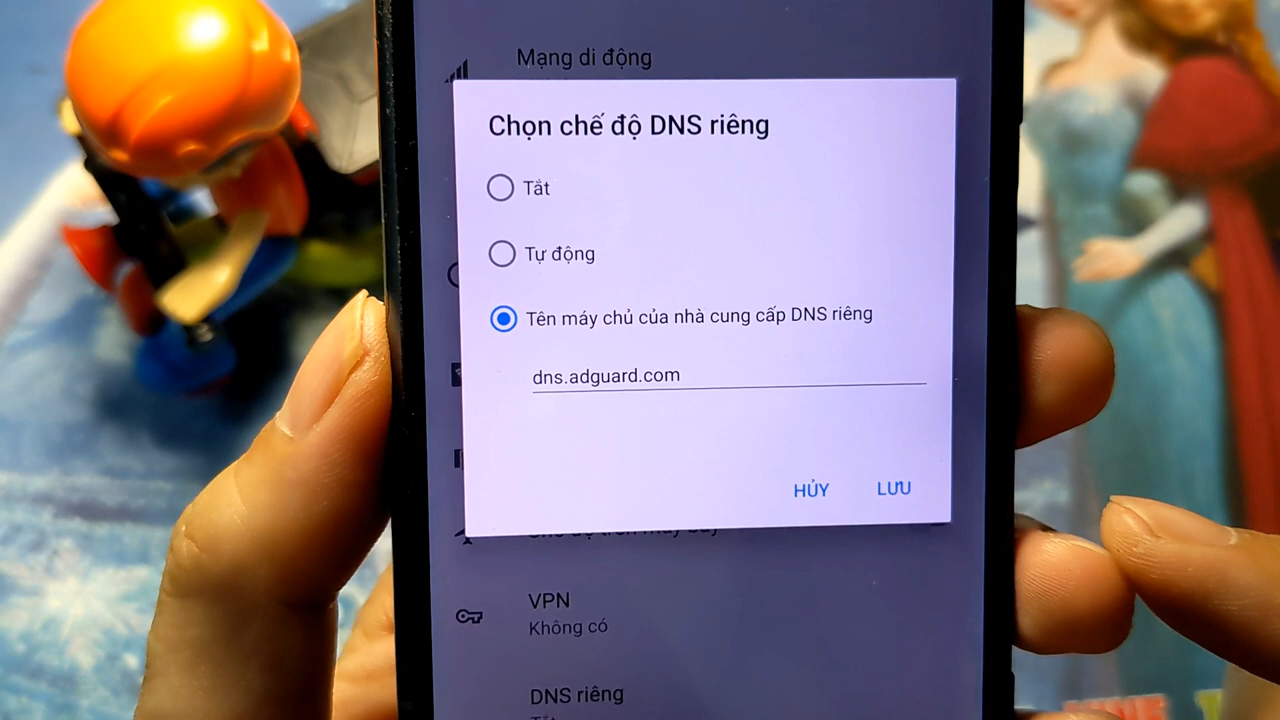 Mạng di động
Chọn chế độ DNS riêng
Tắt
Tự động
Tên máy chủ của nhà cung cấp DNS riêng
dns.adguard.com
HỦY
LƯU
VPN
Không có
DNS riêng
Tắt